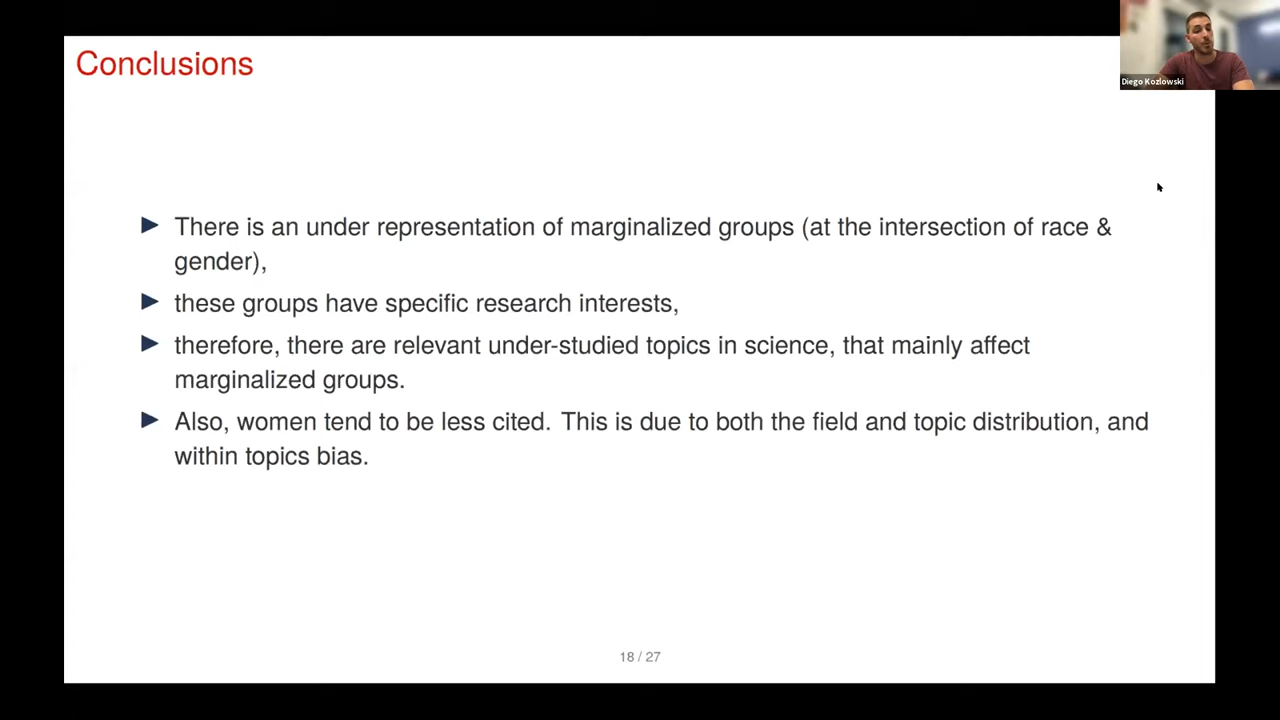 Conclusions
Diego Kozlowski
There is an under representation of marginalized groups (at the intersection of race &
gender),
these groups have specific research interests,
therefore, there are relevant under-studied topics in science, that mainly affect
marginalized groups.
Also, women tend to be less cited. This is due to both the field and topic distribution, and
within topics bias.
18 / 27